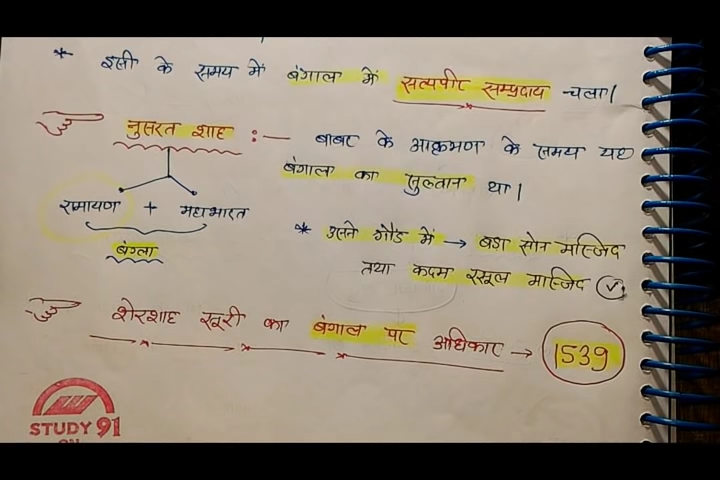 * इसी के समय में बंगाल में सत्यपीर सम्प्रदाय चला।
नुसरत शाह :— बाबर के आक्रमण के समय यह
बंगाल का सुल्तान था।
रामायण + महाभारत
बंग्ला
* उसने गौड में → बडा सोना मस्जिद
तथा कदम रसूल मस्जिद
शेरशाह सूरी का बंगाल पर अधिकार → 1539
STUDY 91